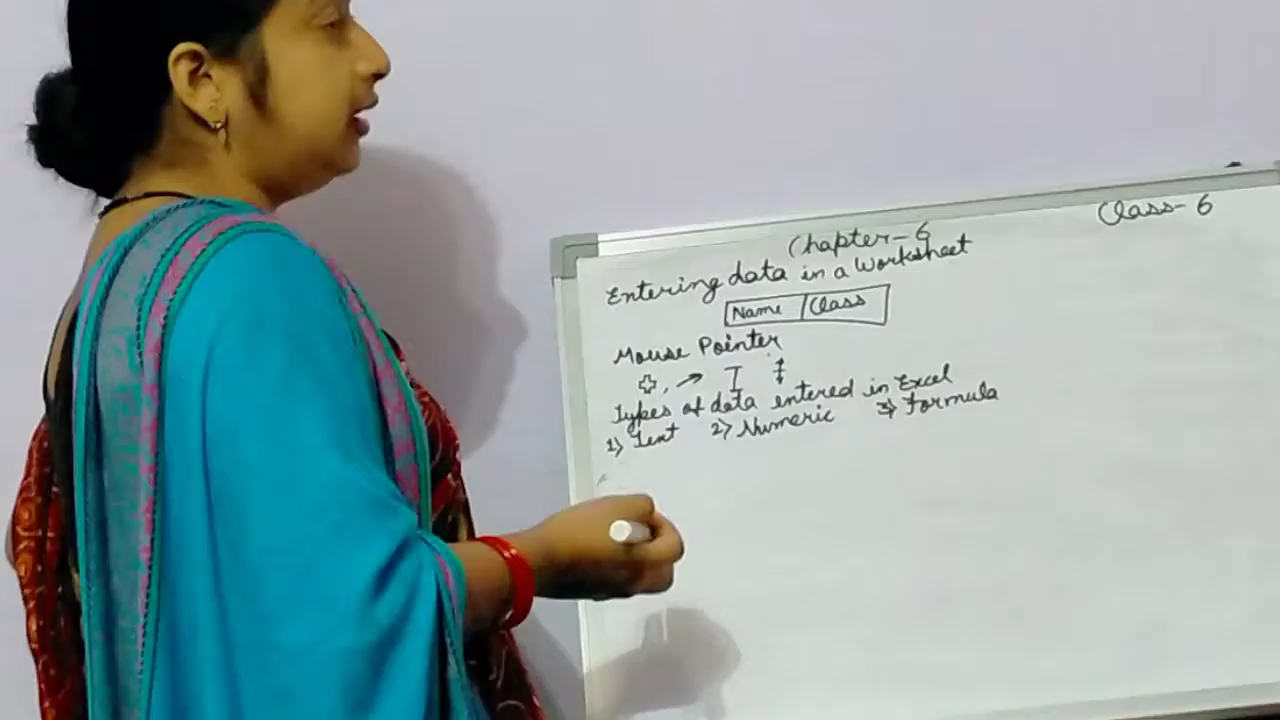 Class-6
Chapter-6
Entering data in a Worksheet
Name Class
Mouse Pointer
Types of data entered in Excel
1) Text 2) Numeric 3) Formula